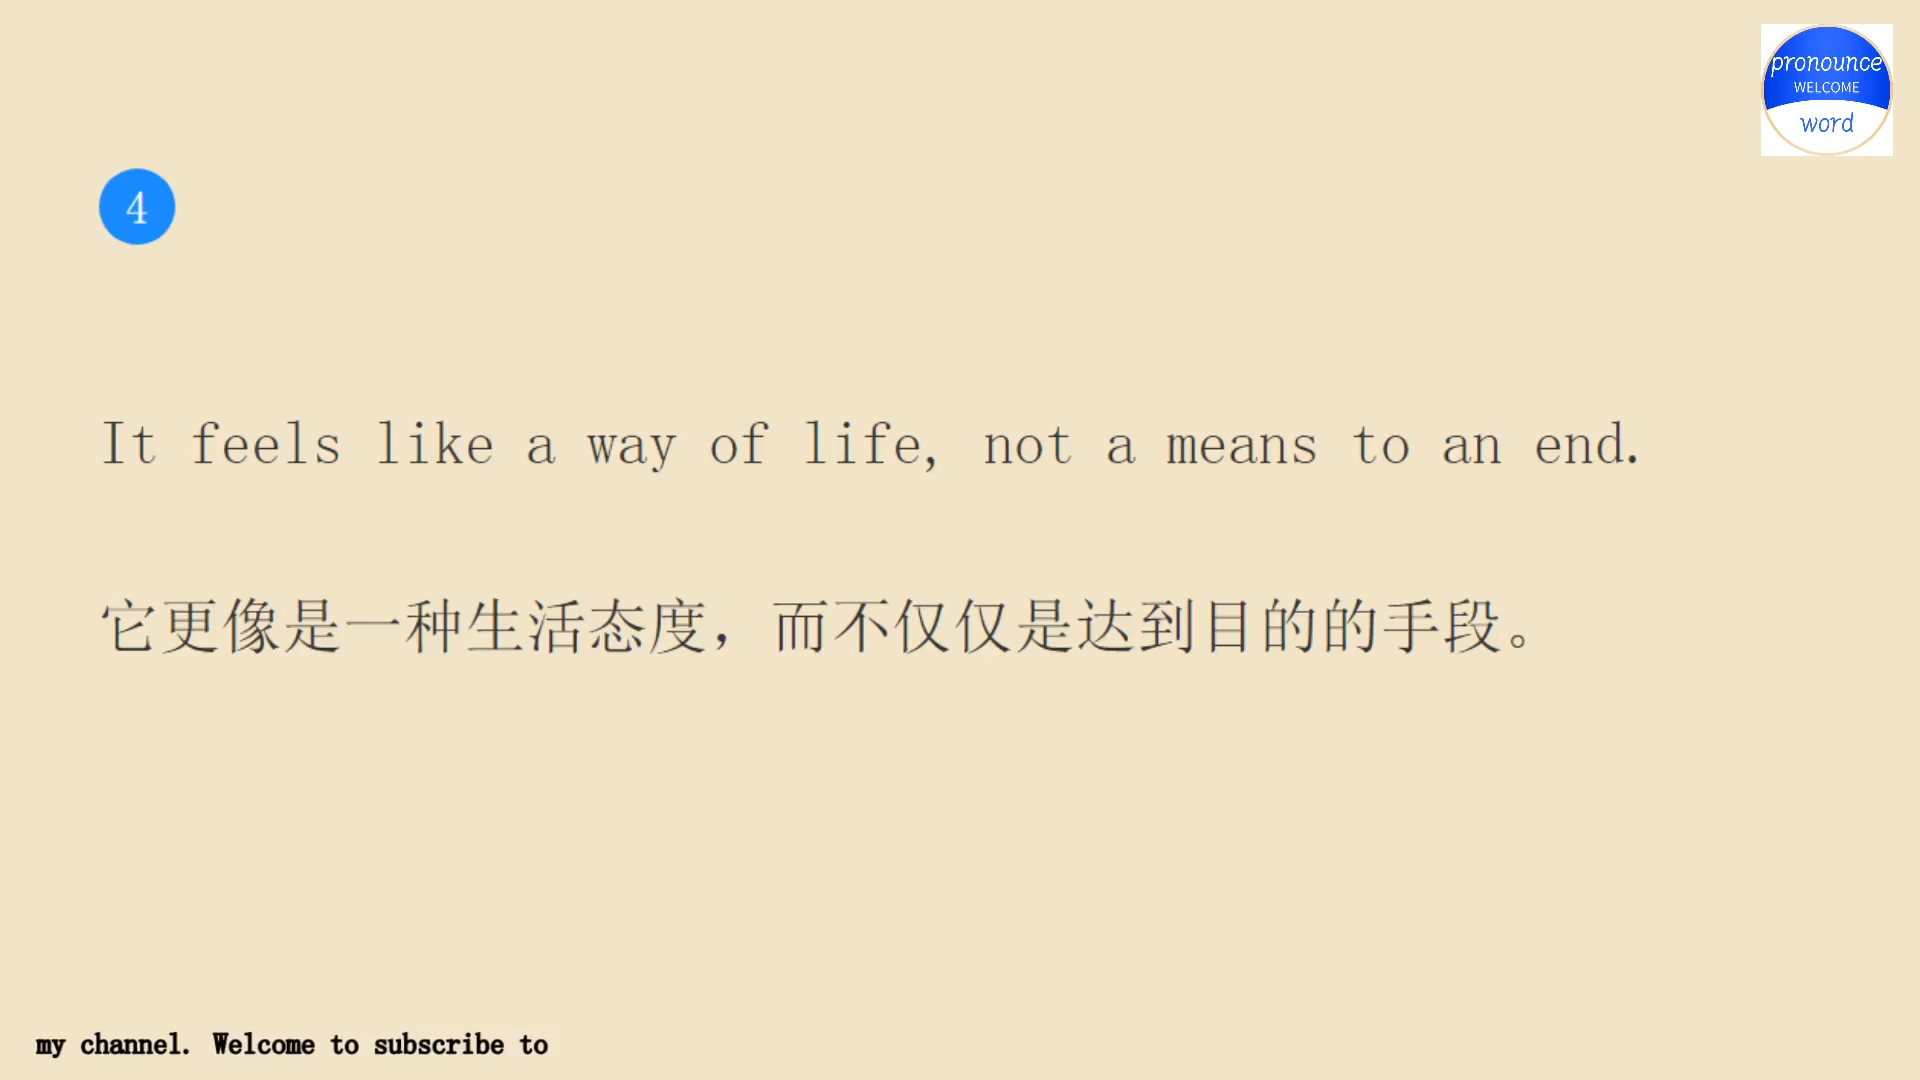 pronounce
WELCOME
word
4
It feels like a way of life, not a means to an end.
它更像是一种生活态度，而不仅仅是达到目的的手段。
my channel. Welcome to subscribe to